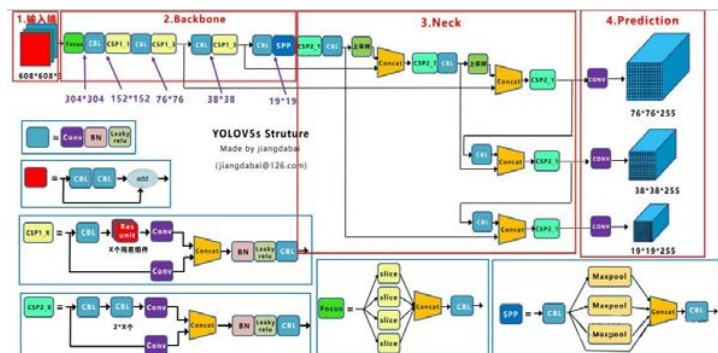 1.输入端
2.Backbone
3.Neck
4.Prediction
608*608*3
Focus CBL CSP1_1 CBL CSP1_3 CBL CSP1_3 CBL SPP CSP2_1 CBL 上采样 Concat CSP2_1 CBL 上采样 Concat CSP2_1 CONV
304*304 152*152 76*76 38*38 19*19
76*76*255
YOLOV5s Struture
Made by jiangdabai
(jiangdabai@126.com)
CBL Concat CSP2_1 CONV
38*38*255
CBL Concat CSP2_1 CONV
19*19*255
= Conv BN Leaky relu
= CBL CBL add
CSP1_X = CBL Res unit Conv Concat BN Leaky relu CBL
X个残差组件
Conv
CSP2_X = CBL CBL Conv Concat BN Leaky relu CBL
2*X个
Conv
Focus = slice slice slice slice Concat CBL
SPP = CBL Maxpool Maxpool Maxpool Concat CBL